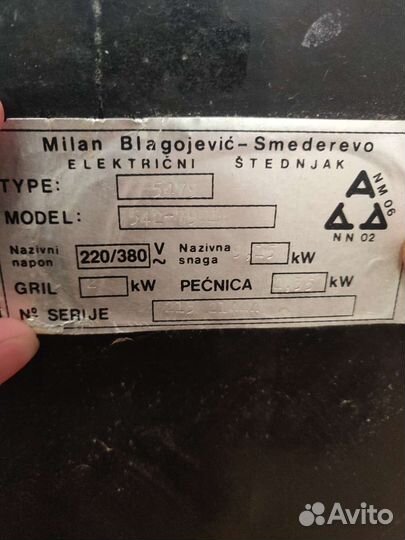 Milan Blagojević-Smederevo
ELEKTRIČNI ŠTEDNJAK
TYPE:
MODEL:
A
NM 06
NN 02
Nazivni napon 220/380 V~ Nazivna snaga kW
GRIL kW PEĆNICA kW
Nº SERIJE
Avito